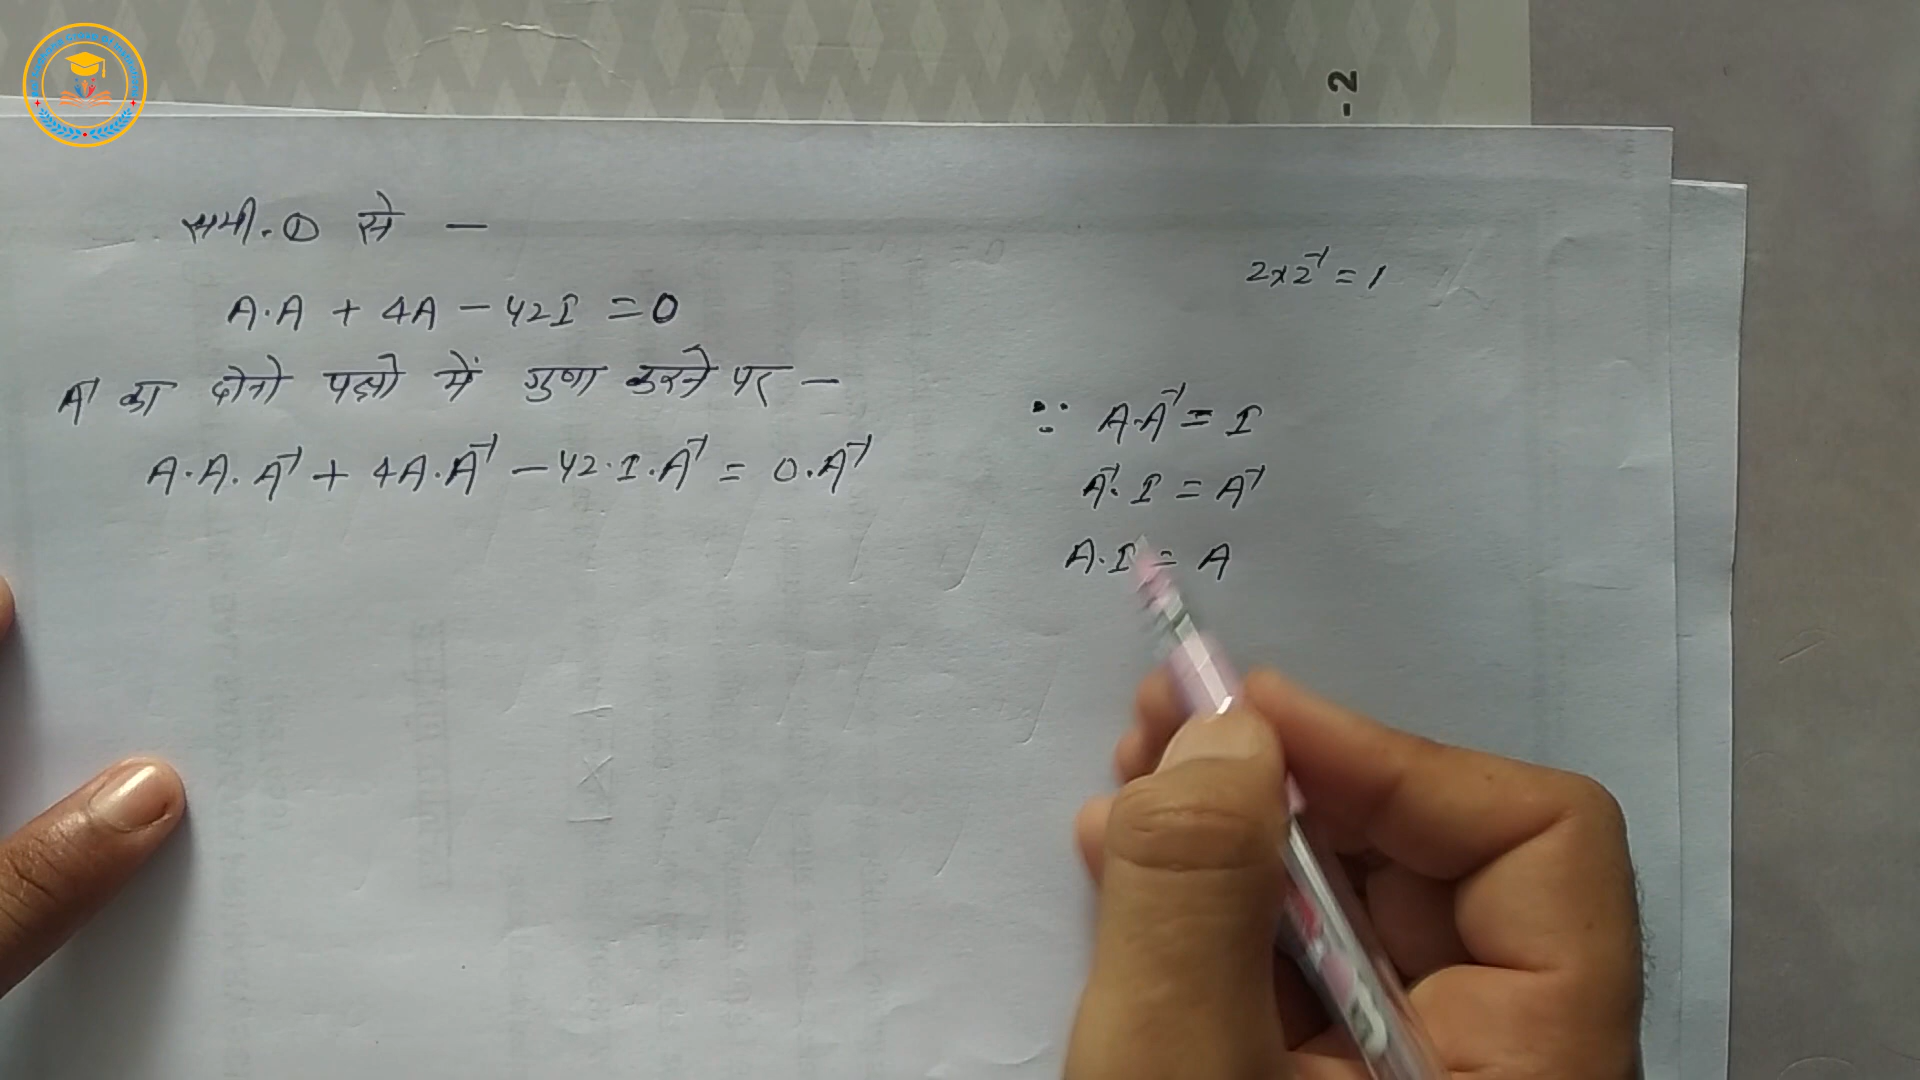 समी. ① से —
A·A + 4A — 42I = 0
A⁻¹ का दोनो पक्षो में गुणा करने पर —
A·A·A⁻¹ + 4A·A⁻¹ — 42·I·A⁻¹ = 0·A⁻¹
2×2⁻¹ = 1
∵ A·A⁻¹ = I
A⁻¹·I = A⁻¹
A·I = A
-2